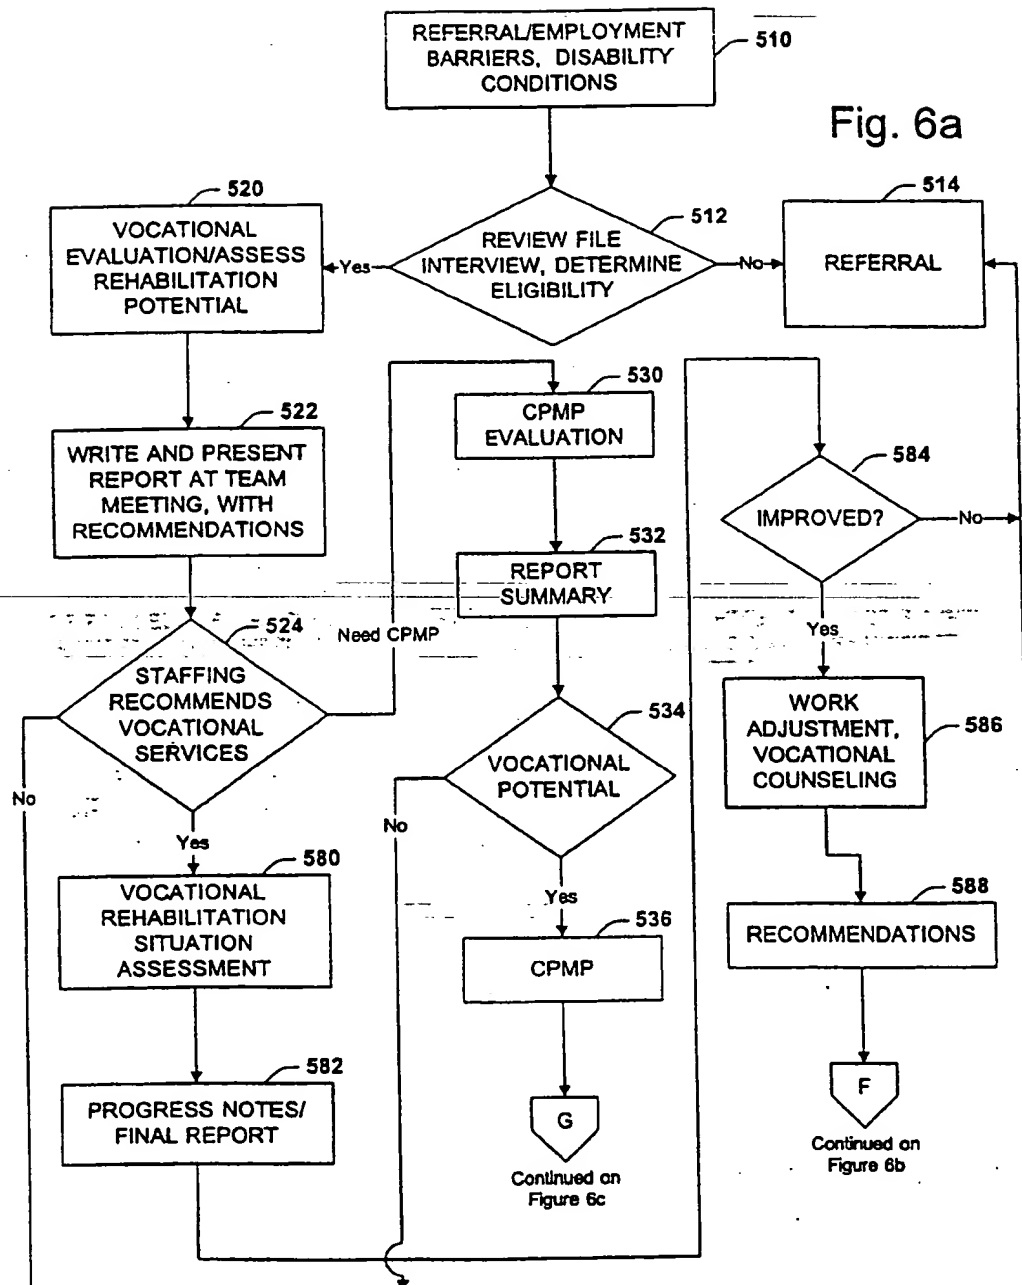 REFERRAL/EMPLOYMENT
BARRIERS, DISABILITY
CONDITIONS
510
Fig. 6a
520
VOCATIONAL
EVALUATION/ASSESS
REHABILITATION
POTENTIAL
Yes
512
REVIEW FILE
INTERVIEW, DETERMINE
ELIGIBILITY
No
514
REFERRAL
522
WRITE AND PRESENT
REPORT AT TEAM
MEETING, WITH
RECOMMENDATIONS
530
CPMP
EVALUATION
584
IMPROVED?
No
532
REPORT
SUMMARY
524
Need CPMP
Yes
STAFFING
RECOMMENDS
VOCATIONAL
SERVICES
No
Yes
534
VOCATIONAL
POTENTIAL
No
Yes
586
WORK
ADJUSTMENT,
VOCATIONAL
COUNSELING
580
VOCATIONAL
REHABILITATION
SITUATION
ASSESSMENT
536
CPMP
588
RECOMMENDATIONS
582
PROGRESS NOTES/
FINAL REPORT
G
Continued on
Figure 6c
F
Continued on
Figure 6b